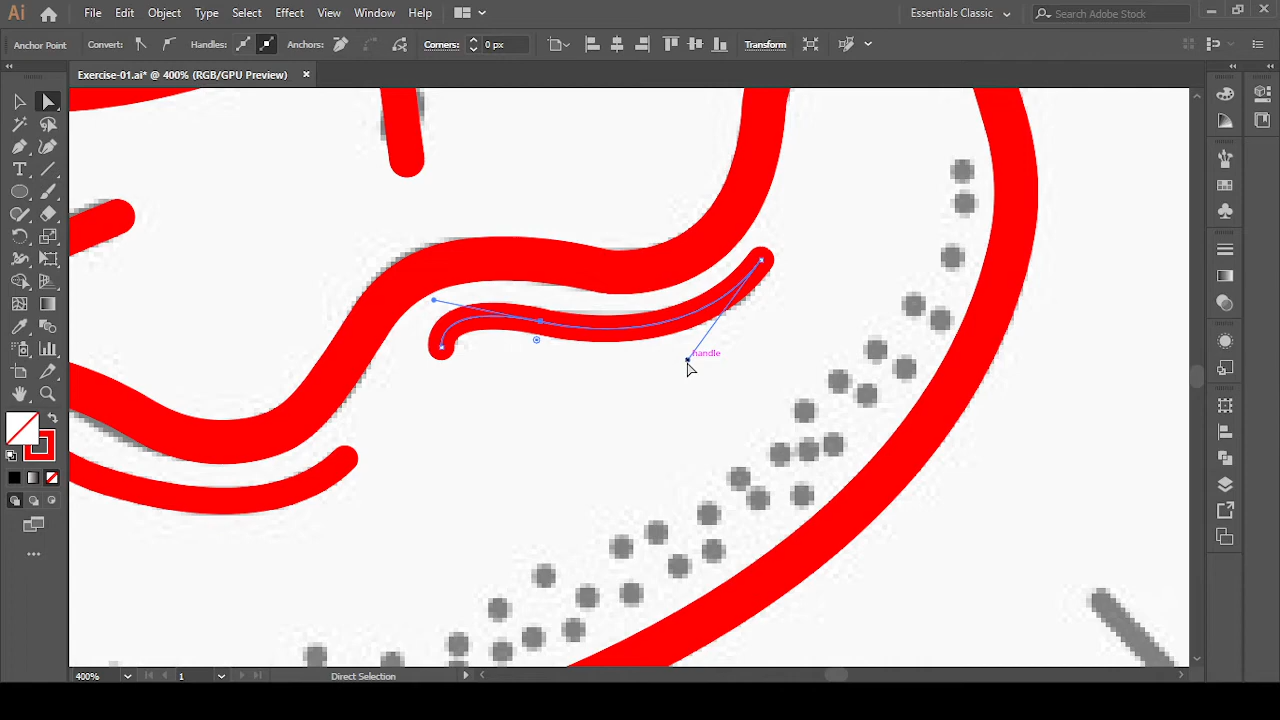 Ai File Edit Object Type Select Effect View Window Help Essentials Classic Search Adobe Stock
Anchor Point Convert: Handles: Anchors: Corners: 0 px Transform
Exercise-01.ai* @ 400% (RGB/GPU Preview) ×
handle
400% 1 Direct Selection